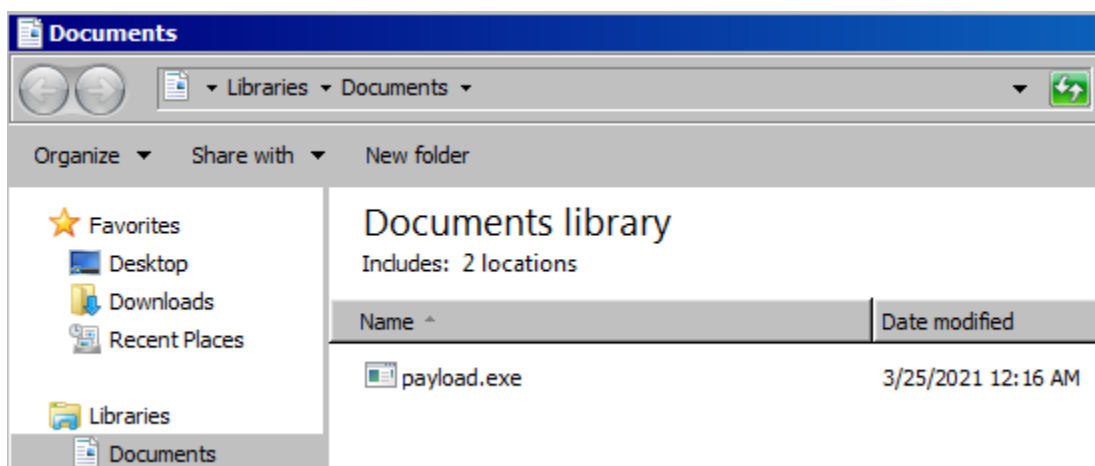 Documents
Libraries Documents
Organize Share with New folder
Favorites
Desktop
Downloads
Recent Places
Libraries
Documents
Documents library
Includes: 2 locations
Name Date modified
payload.exe 3/25/2021 12:16 AM